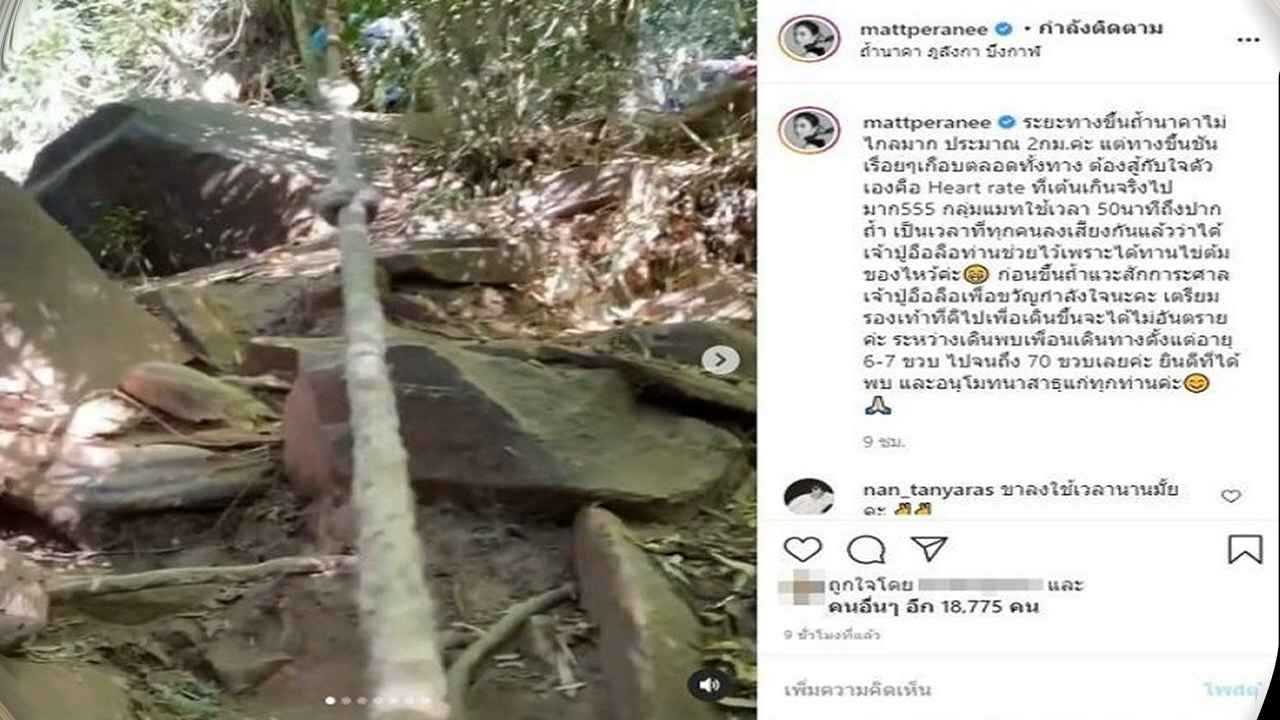 mattperanee • กำลังติดตาม
ถ้ำนาคา ภูลังกา บึงกาฬ
mattperanee ระยะทางขึ้นถ้ำนาคาไม่
ไกลมาก ประมาณ 2กม.ค่ะ แต่ทางขึ้นชัน
เรื่อยๆเกือบตลอดทั้งทาง ต้องสู้กับใจตัว
เองคือ Heart rate ที่เต้นเกินจริงไป
มาก555 กลุ่มแมทใช้เวลา 50นาทีถึงปาก
ถ้ำ เป็นเวลาที่ทุกคนลงเสียงกันแล้วว่าได้
เจ้าปู่อือลือท่านช่วยไว้เพราะได้ทานไข่ต้ม
ของไหว้ค่ะ😁 ก่อนขึ้นถ้ำแวะสักการะศาล
เจ้าปู่อือลือเพื่อขวัญกำลังใจนะคะ เตรียม
รองเท้าที่ดีไปเพื่อเดินขึ้นจะได้ไม่อันตราย
ค่ะ ระหว่างเดินพบเพื่อนเดินทางตั้งแต่อายุ
6-7 ขวบ ไปจนถึง 70 ขวบเลยค่ะ ยินดีที่ได้
พบ และอนุโมทนาสาธุแก่ทุกท่านค่ะ😊
🙏🏻
9 ชม.
nan_tanyaras ขาลงใช้เวลานานมั้ย
คะ ✌️✌️
ถูกใจโดย และ
คนอื่นๆ อีก 18,775 คน
9 ชั่วโมงที่แล้ว
เพิ่มความคิดเห็น
โพสต์